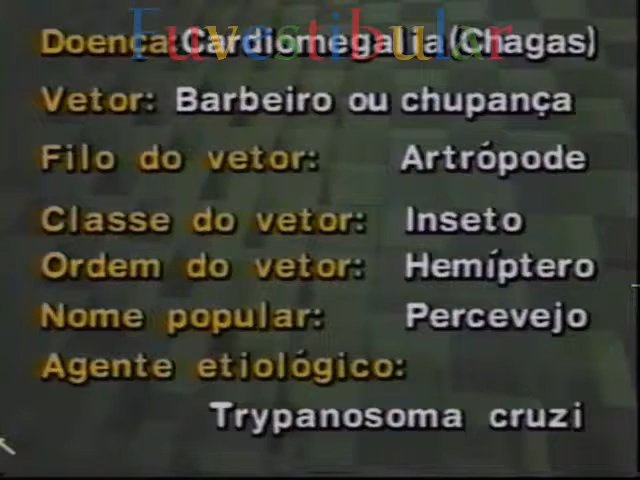 Fuvestibular
Doença: Cardiomegalia (Chagas)
Vetor: Barbeiro ou chupança
Filo do vetor: Artrópode
Classe do vetor: Inseto
Ordem do vetor: Hemíptero
Nome popular: Percevejo
Agente etiológico:
Trypanosoma cruzi